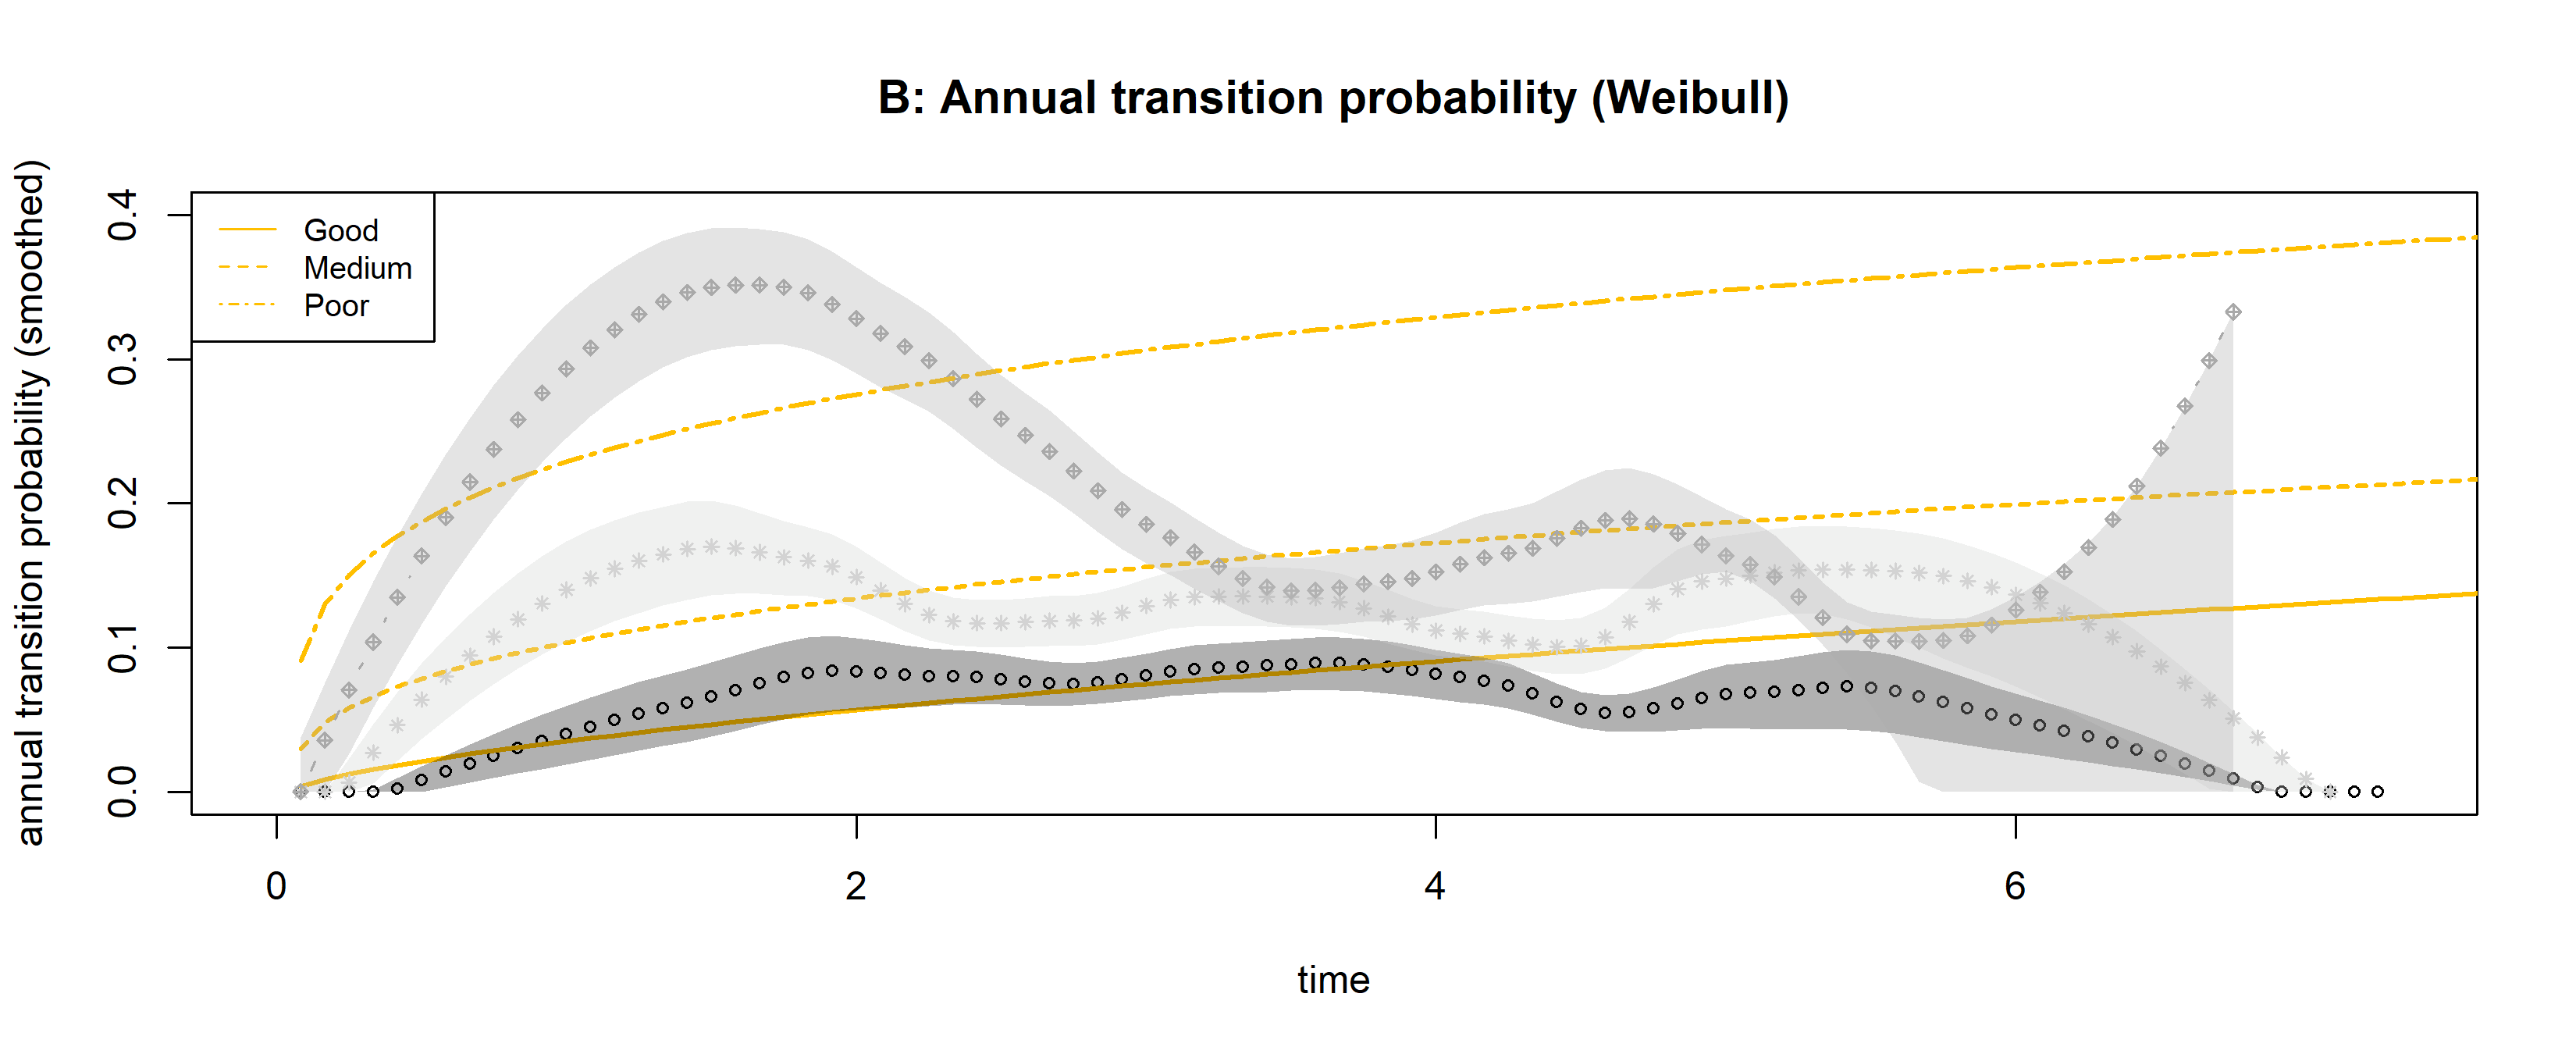 B: Annual transition probability (Weibull)
annual transition probability (smoothed)
0.4
0.3
0.2
0.1
0.0
Good
Medium
Poor
0 2 4 6
time